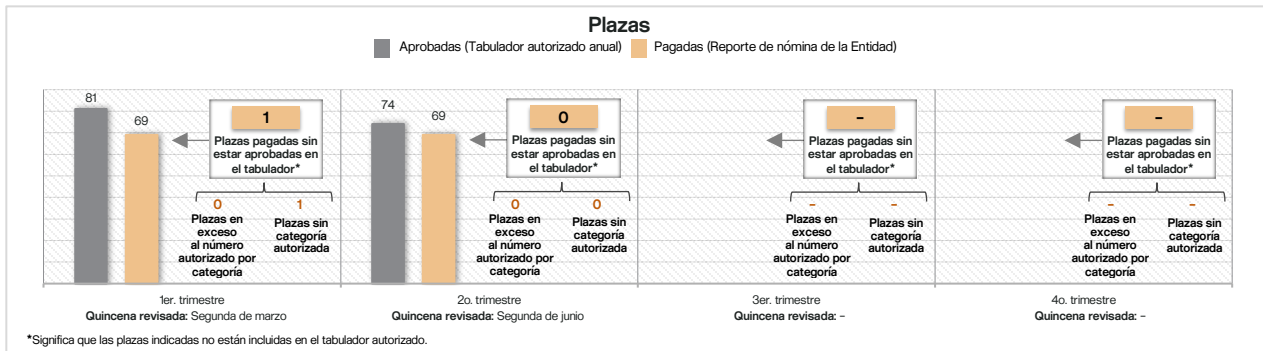 Plazas
Aprobadas (Tabulador autorizado anual)
Pagadas (Reporte de nómina de la Entidad)
81
69
1
Plazas pagadas sin
estar aprobadas en
el tabulador*
0
1
Plazas en
exceso
al número
autorizado por
categoría
Plazas sin
categoría
autorizada
1er. trimestre
Quincena revisada: Segunda de marzo
74
69
0
Plazas pagadas sin
estar aprobadas en
el tabulador*
0
0
Plazas en
exceso
al número
autorizado por
categoría
Plazas sin
categoría
autorizada
2o. trimestre
Quincena revisada: Segunda de junio
-
Plazas pagadas sin
estar aprobadas en
el tabulador*
-
-
Plazas en
exceso
al número
autorizado por
categoría
Plazas sin
categoría
autorizada
3er. trimestre
Quincena revisada: -
-
Plazas pagadas sin
estar aprobadas en
el tabulador*
-
-
Plazas en
exceso
al número
autorizado por
categoría
Plazas sin
categoría
autorizada
4o. trimestre
Quincena revisada: -
*Significa que las plazas indicadas no están incluidas en el tabulador autorizado.